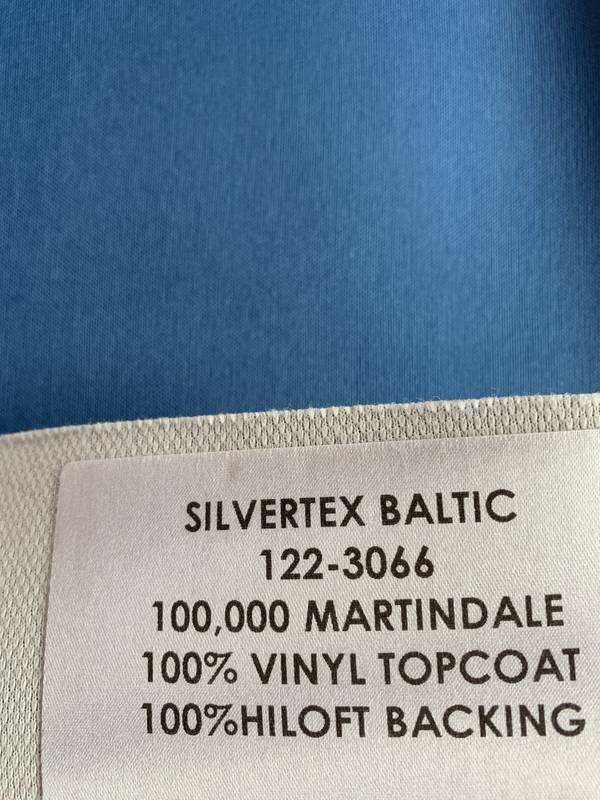 SILVERTEX BALTIC
122-3066
100,000 MARTINDALE
100% VINYL TOPCOAT
100%HILOFT BACKING